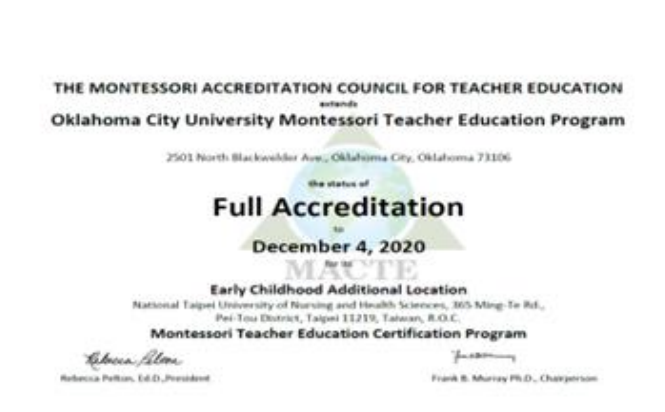 THE MONTESSORI ACCREDITATION COUNCIL FOR TEACHER EDUCATION
extends
Oklahoma City University Montessori Teacher Education Program
2501 North Blackwelder Ave., Oklahoma City, Oklahoma 73106
the status of
Full Accreditation
to
December 4, 2020
for its
MACTE
Early Childhood Additional Location
National Taipei University of Nursing and Health Sciences, 365 Ming-Te Rd.,
Pei-Tou District, Taipei 11219, Taiwan, R.O.C.
Montessori Teacher Education Certification Program
Rebecca Pelton
Rebecca Pelton, Ed.D.,President
Frank B. Murray Ph.D., Chairperson